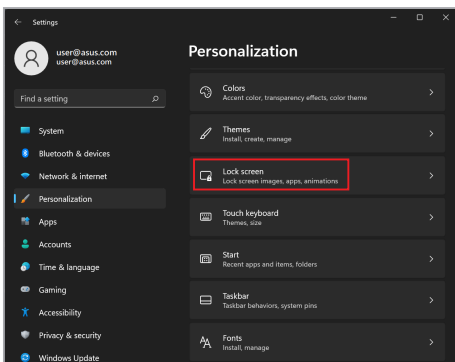 Settings
user@asus.com
user@asus.com
Find a setting
System
Bluetooth & devices
Network & internet
Personalization
Apps
Accounts
Time & language
Gaming
Accessibility
Privacy & security
Windows Update
Personalization
Colors
Accent color, transparency effects, color theme
Themes
Install, create, manage
Lock screen
Lock screen images, apps, animations
Touch keyboard
Themes, size
Start
Recent apps and items, folders
Taskbar
Taskbar behaviors, system pins
Fonts
Install, manage